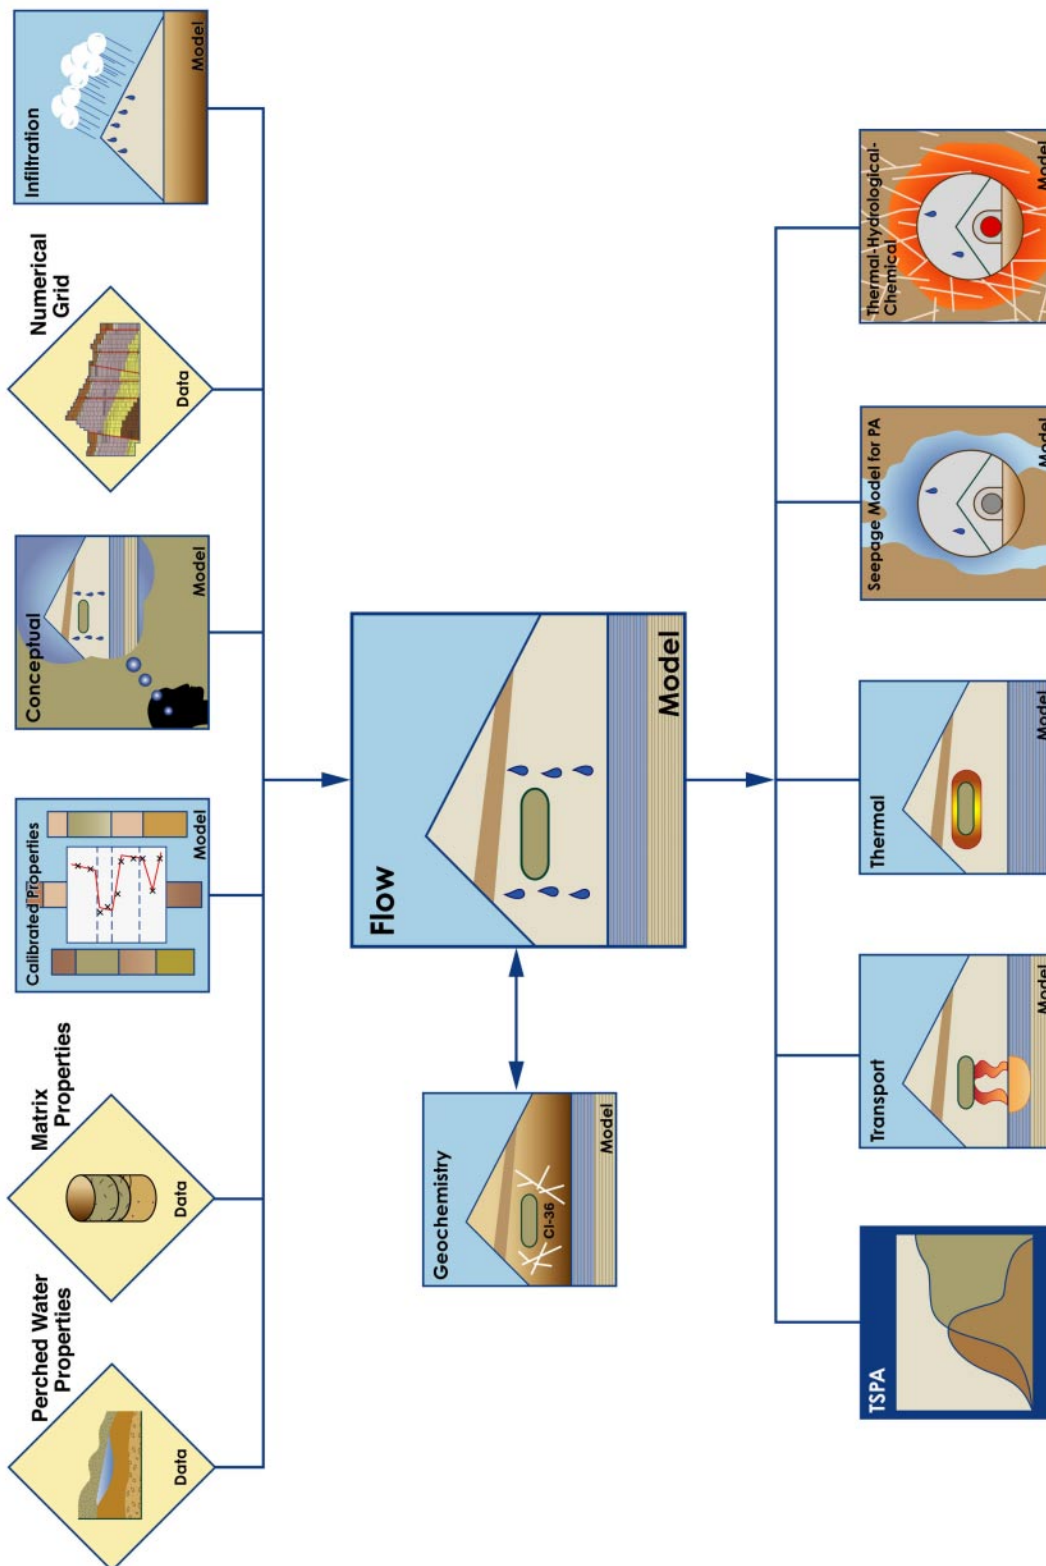 Perched Water
Properties
Data
Matrix
Properties
Data
Calibrated Properties
Model
Conceptual
Model
Numerical
Grid
Data
Infiltration
Model
Geochemistry
Cl-36
Model
Flow
Model
TSPA
Transport
Model
Thermal
Model
Seepage Model for PA
Model
Thermal-Hydrological-
Chemical
Model